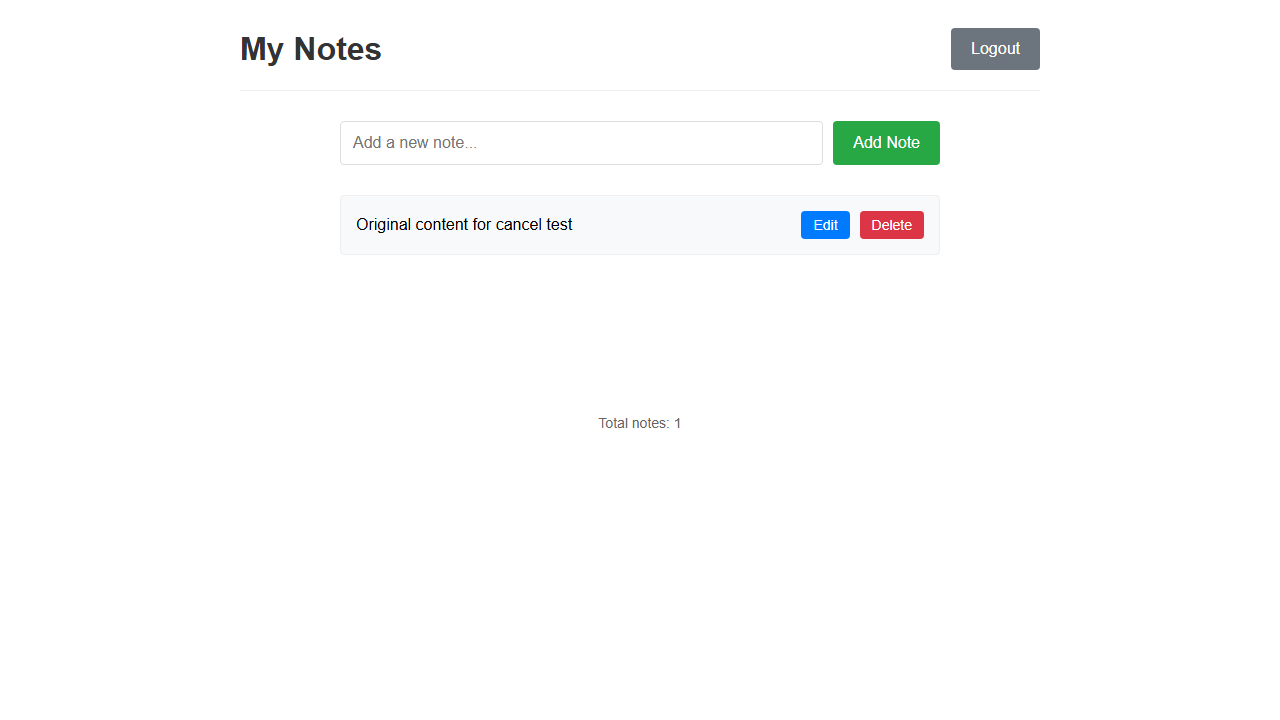 My Notes
Logout
Add a new note...
Add Note
Original content for cancel test
Edit
Delete
Total notes: 1